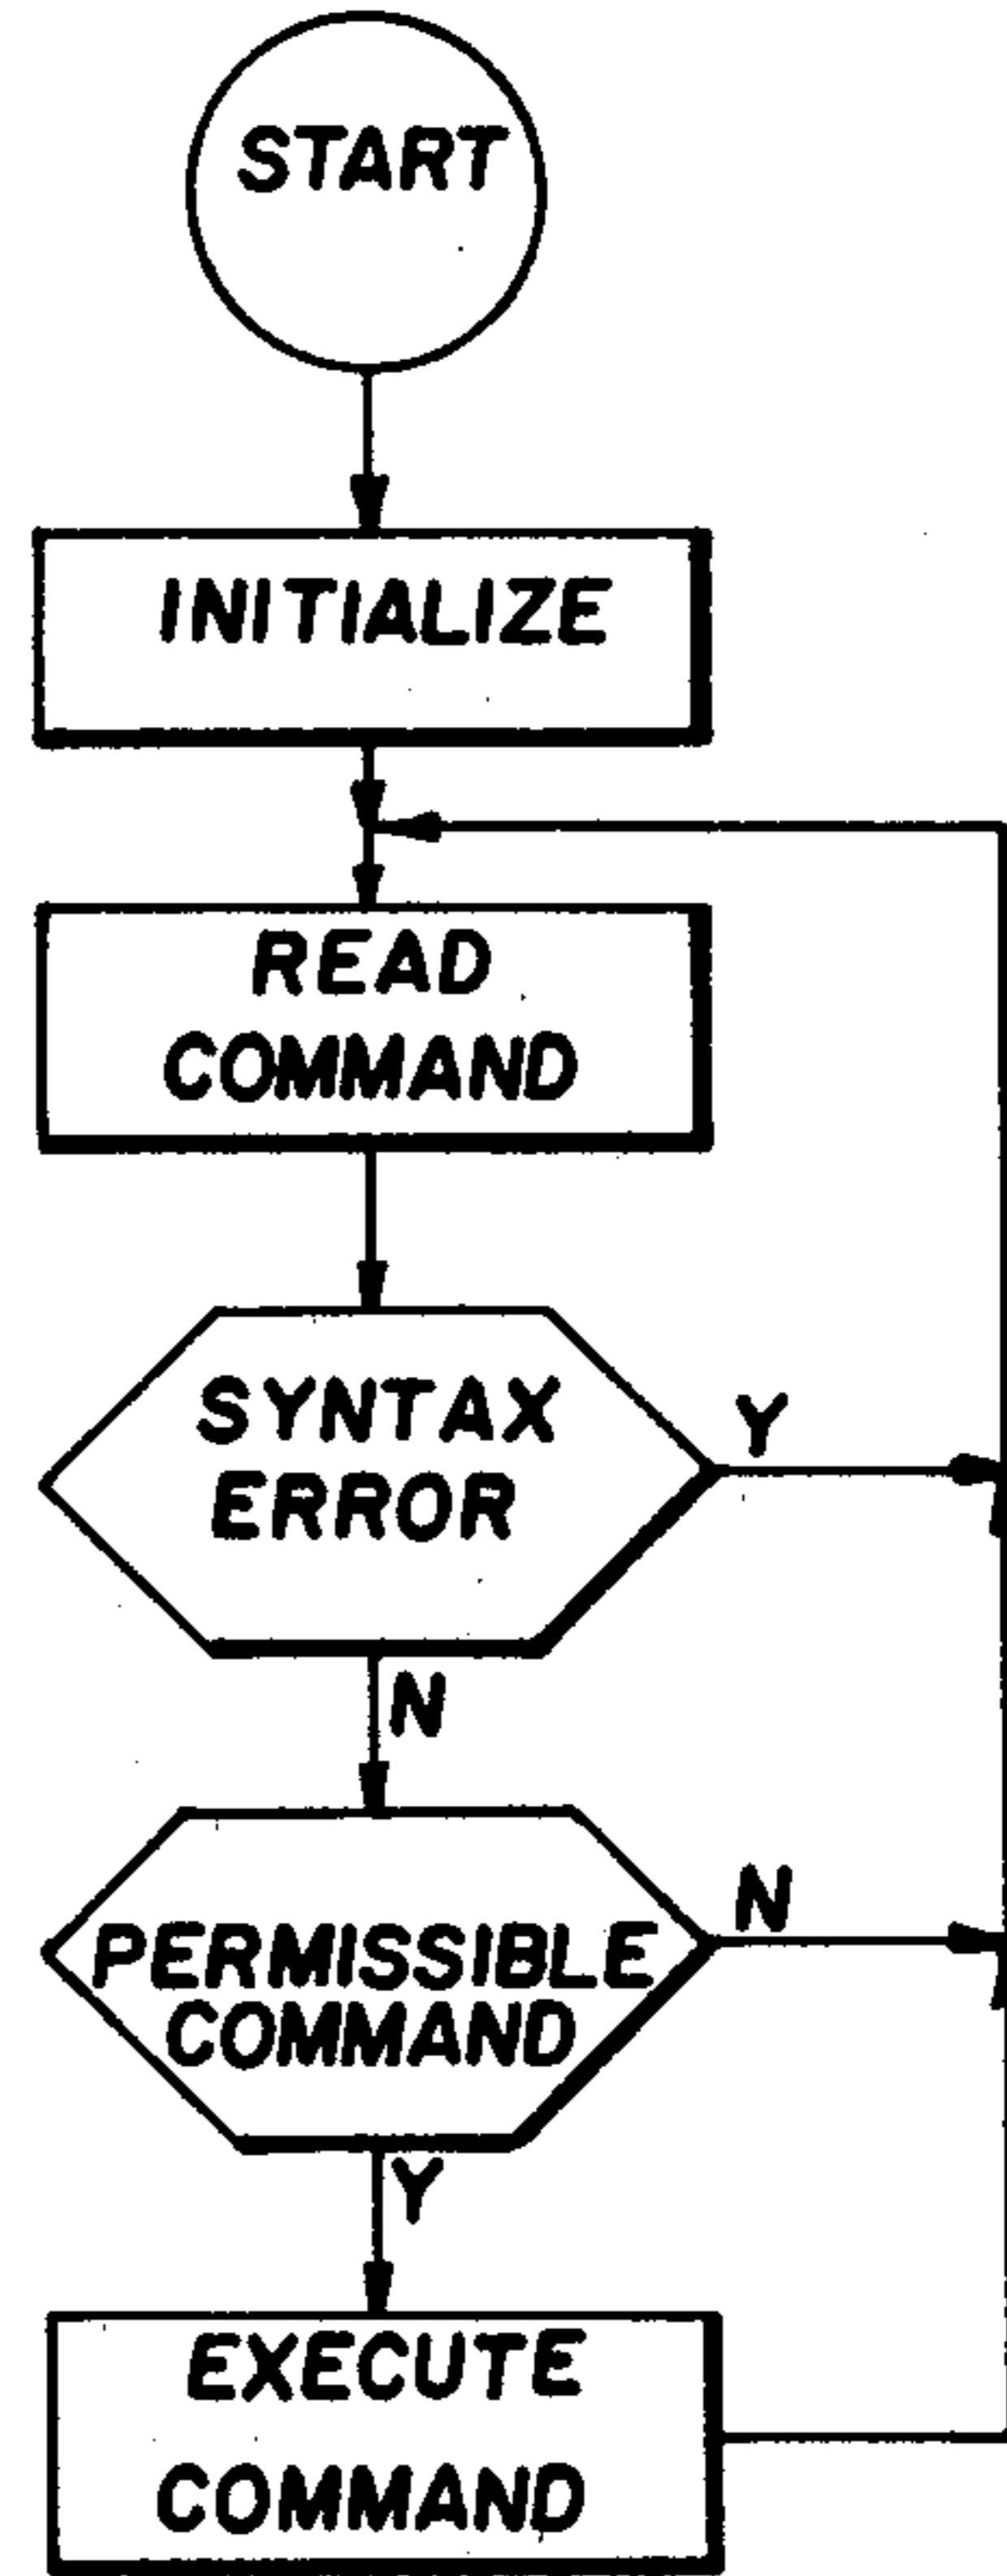 START
INITIALIZE
READ
COMMAND
SYNTAX
ERROR
Y
N
PERMISSIBLE
COMMAND
N
Y
EXECUTE
COMMAND